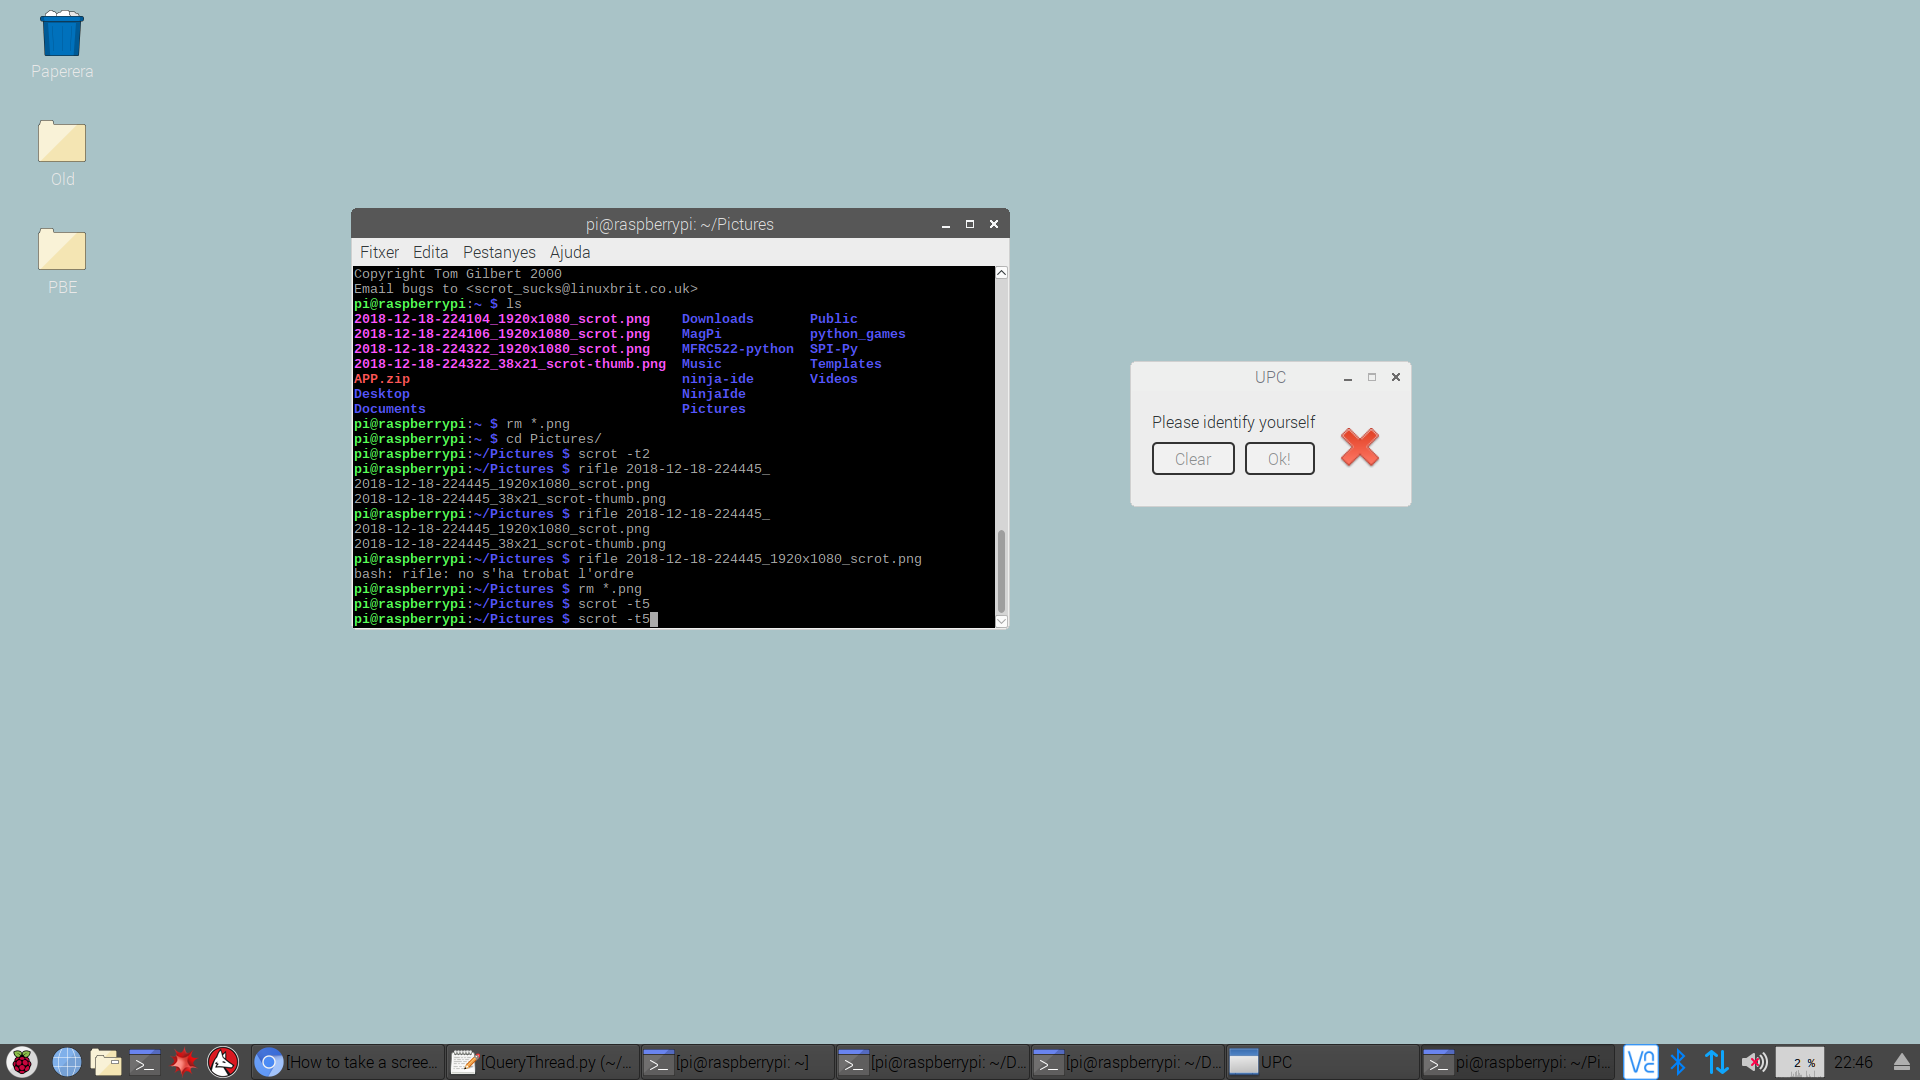 Paperera
Old
PBE
pi@raspberrypi: ~/Pictures
Fitxer Edita Pestanyes Ajuda
Copyright Tom Gilbert 2000
Email bugs to <scrot_sucks@linuxbrit.co.uk>
pi@raspberrypi:~ $ ls
2018-12-18-224104_1920x1080_scrot.png Downloads Public
2018-12-18-224106_1920x1080_scrot.png MagPi python_games
2018-12-18-224322_1920x1080_scrot.png MFRC522-python SPI-Py
2018-12-18-224322_38x21_scrot-thumb.png Music Templates
APP.zip ninja-ide Videos
Desktop NinjaIde
Documents Pictures
pi@raspberrypi:~ $ rm *.png
pi@raspberrypi:~ $ cd Pictures/
pi@raspberrypi:~/Pictures $ scrot -t2
pi@raspberrypi:~/Pictures $ rifle 2018-12-18-224445_
2018-12-18-224445_1920x1080_scrot.png
2018-12-18-224445_38x21_scrot-thumb.png
pi@raspberrypi:~/Pictures $ rifle 2018-12-18-224445_
2018-12-18-224445_1920x1080_scrot.png
2018-12-18-224445_38x21_scrot-thumb.png
pi@raspberrypi:~/Pictures $ rifle 2018-12-18-224445_1920x1080_scrot.png
bash: rifle: no s'ha trobat l'ordre
pi@raspberrypi:~/Pictures $ rm *.png
pi@raspberrypi:~/Pictures $ scrot -t5
pi@raspberrypi:~/Pictures $ scrot -t5
UPC
Please identify yourself
Clear Ok!
[How to take a scree... [QueryThread.py (~/... [pi@raspberrypi: ~] [pi@raspberrypi: ~/D... [pi@raspberrypi: ~/D... UPC pi@raspberrypi: ~/Pi... 2 % 22:46